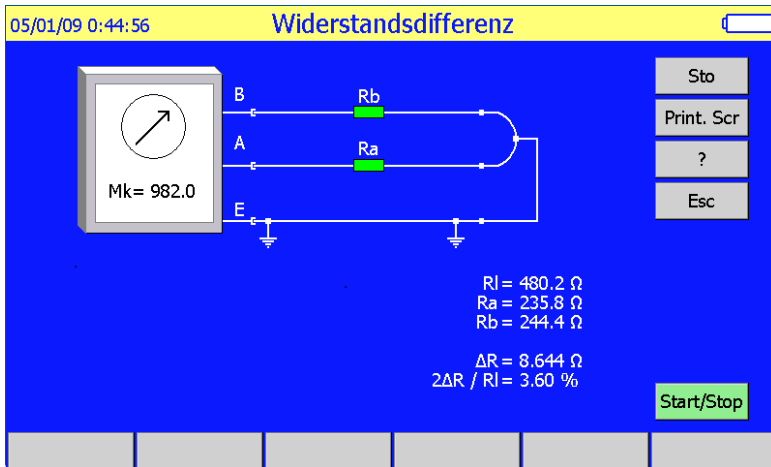 05/01/09 0:44:56
Widerstandsdifferenz
Sto
Print. Scr
?
Esc
B
Rb
A
Ra
Mk= 982.0
E
Rl= 480.2 Ω
Ra= 235.8 Ω
Rb= 244.4 Ω
ΔR= 8.644 Ω
2ΔR / Rl= 3.60 %
Start/Stop